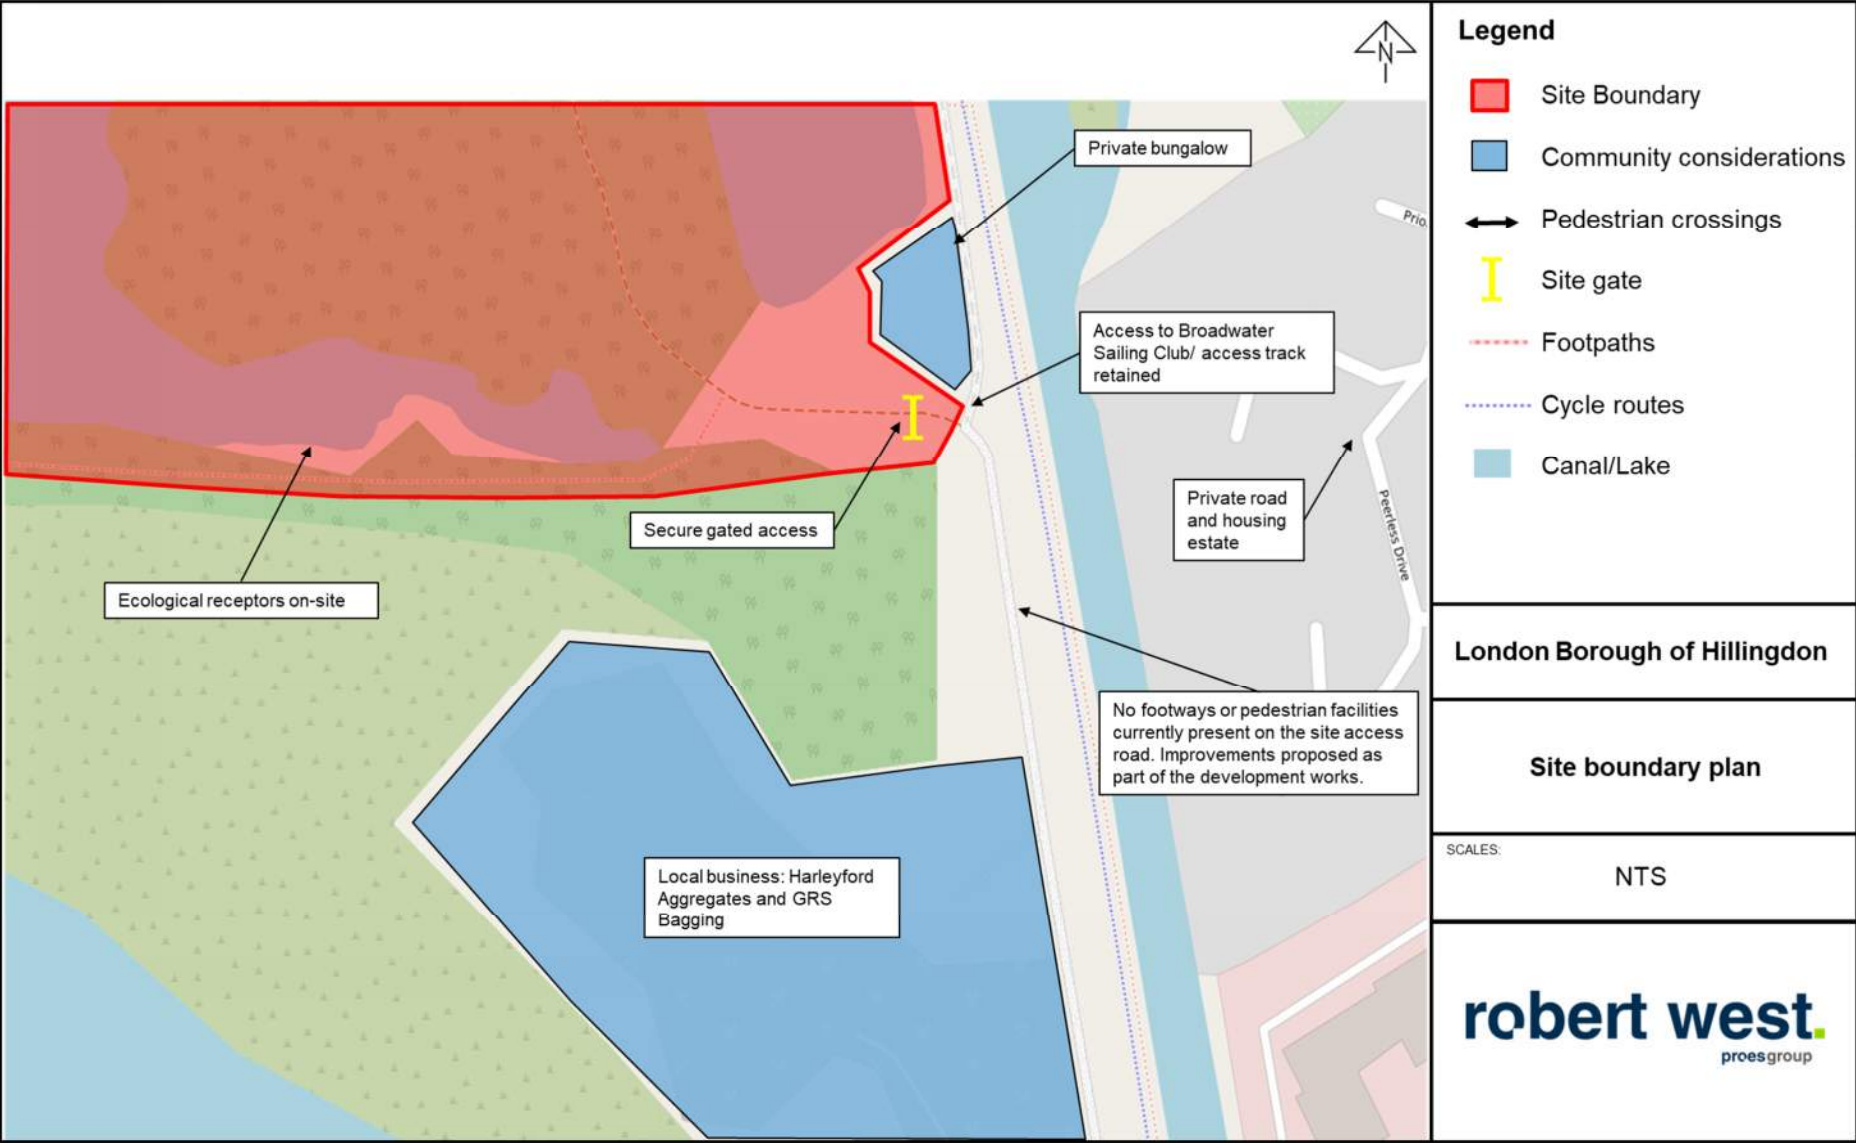 N
Private bungalow
Prio
Access to Broadwater
Sailing Club/ access track
retained
Private road
and housing
estate
Peerless Drive
Secure gated access
Ecological receptors on-site
No footways or pedestrian facilities
currently present on the site access
road. Improvements proposed as
part of the development works.
Local business: Harleyford
Aggregates and GRS
Bagging
Legend
Site Boundary
Community considerations
Pedestrian crossings
Site gate
Footpaths
Cycle routes
Canal/Lake
London Borough of Hillingdon
Site boundary plan
SCALES:
NTS
robert west.
proesgroup